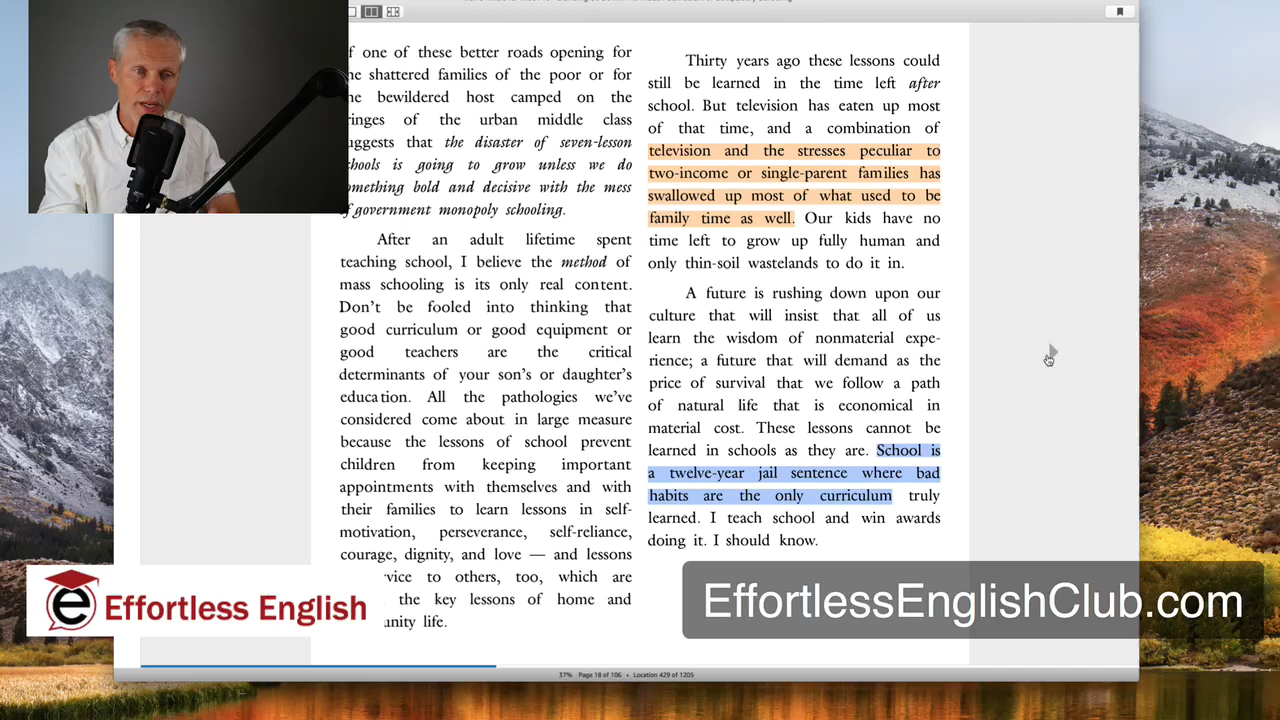 f one of these better roads opening for
he shattered families of the poor or for
he bewildered host camped on the
ringes of the urban middle class
uggests that the disaster of seven-lesson
chools is going to grow unless we do
omething bold and decisive with the mess
of government monopoly schooling.
After an adult lifetime spent
teaching school, I believe the method of
mass schooling is its only real content.
Don't be fooled into thinking that
good curriculum or good equipment or
good teachers are the critical
determinants of your son's or daughter's
education. All the pathologies we've
considered come about in large measure
because the lessons of school prevent
children from keeping important
appointments with themselves and with
their families to learn lessons in self-
motivation, perseverance, self-reliance,
courage, dignity, and love — and lessons
vice to others, too, which are
the key lessons of home and
unity life.
Thirty years ago these lessons could
still be learned in the time left after
school. But television has eaten up most
of that time, and a combination of
television and the stresses peculiar to
two-income or single-parent families has
swallowed up most of what used to be
family time as well. Our kids have no
time left to grow up fully human and
only thin-soil wastelands to do it in.
A future is rushing down upon our
culture that will insist that all of us
learn the wisdom of nonmaterial expe-
rience; a future that will demand as the
price of survival that we follow a path
of natural life that is economical in
material cost. These lessons cannot be
learned in schools as they are. School is
a twelve-year jail sentence where bad
habits are the only curriculum truly
learned. I teach school and win awards
doing it. I should know.
e Effortless English
EffortlessEnglishClub.com
37% Page 18 of 106 • Location 429 of 1205